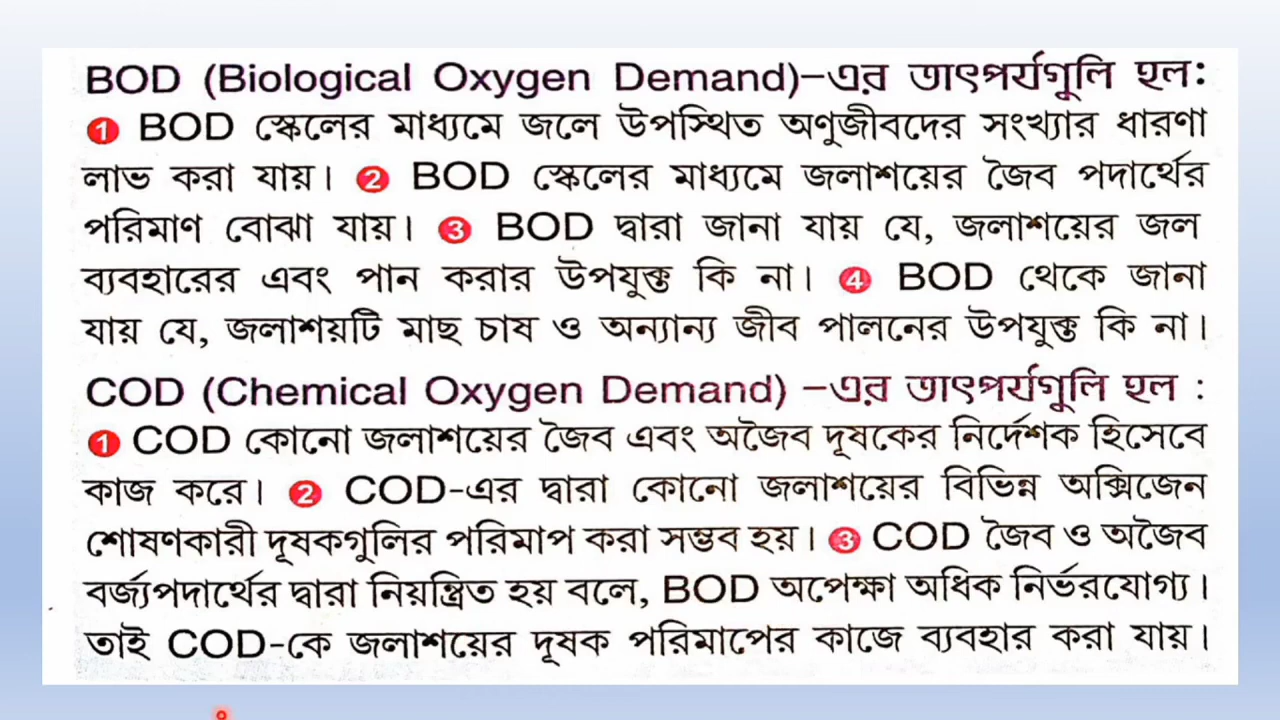 BOD (Biological Oxygen Demand)–এর তাৎপর্যগুলি হল:
1 BOD স্কেলের মাধ্যমে জলে উপস্থিত অণুজীবদের সংখ্যার ধারণা
লাভ করা যায়। 2 BOD স্কেলের মাধ্যমে জলাশয়ের জৈব পদার্থের
পরিমাণ বোঝা যায়। 3 BOD দ্বারা জানা যায় যে, জলাশয়ের জল
ব্যবহারের এবং পান করার উপযুক্ত কি না। 4 BOD থেকে জানা
যায় যে, জলাশয়টি মাছ চাষ ও অন্যান্য জীব পালনের উপযুক্ত কি না।
COD (Chemical Oxygen Demand) –এর তাৎপর্যগুলি হল :
1 COD কোনো জলাশয়ের জৈব এবং অজৈব দূষকের নির্দেশক হিসেবে
কাজ করে। 2 COD-এর দ্বারা কোনো জলাশয়ের বিভিন্ন অক্সিজেন
শোষণকারী দূষকগুলির পরিমাপ করা সম্ভব হয়। 3 COD জৈব ও অজৈব
বর্জ্যপদার্থের দ্বারা নিয়ন্ত্রিত হয় বলে, BOD অপেক্ষা অধিক নির্ভরযোগ্য।
তাই COD-কে জলাশয়ের দূষক পরিমাপের কাজে ব্যবহার করা যায়।